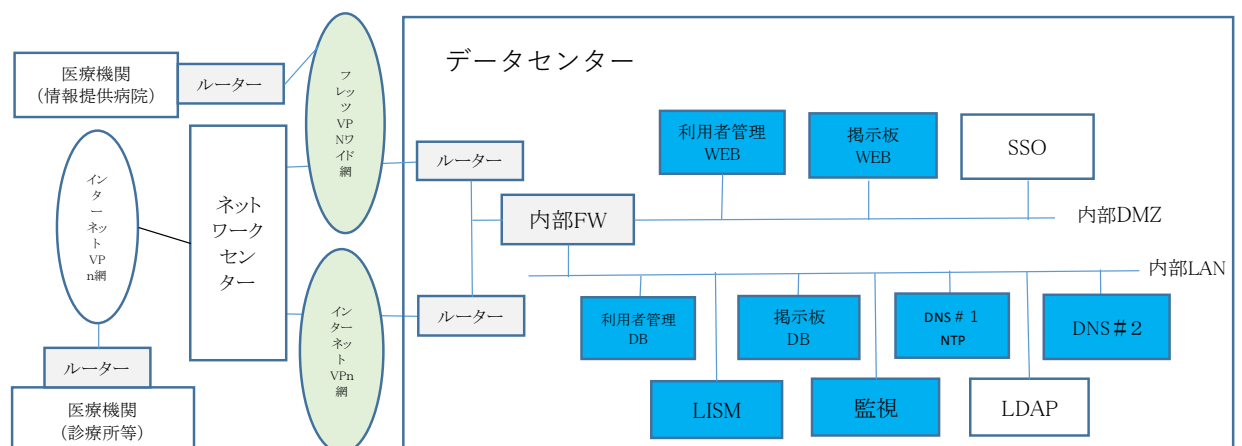 データセンター
医療機関
（情報提供病院）
ルーター
フ
レッ
ツ
VP
Nワ
イド
網
利用者管理
WEB
掲示板
WEB
SSO
ルーター
イン
タ
ー
ネ
ット
VP
n網
ネット
ワーク
セン
ター
内部FW
内部DMZ
内部LAN
ルーター
イン
ター
ネッ
ト
VPn
網
利用者管理
DB
掲示板
DB
DNS＃1
NTP
DNS＃2
ルーター
医療機関
（診療所等）
LISM
監視
LDAP